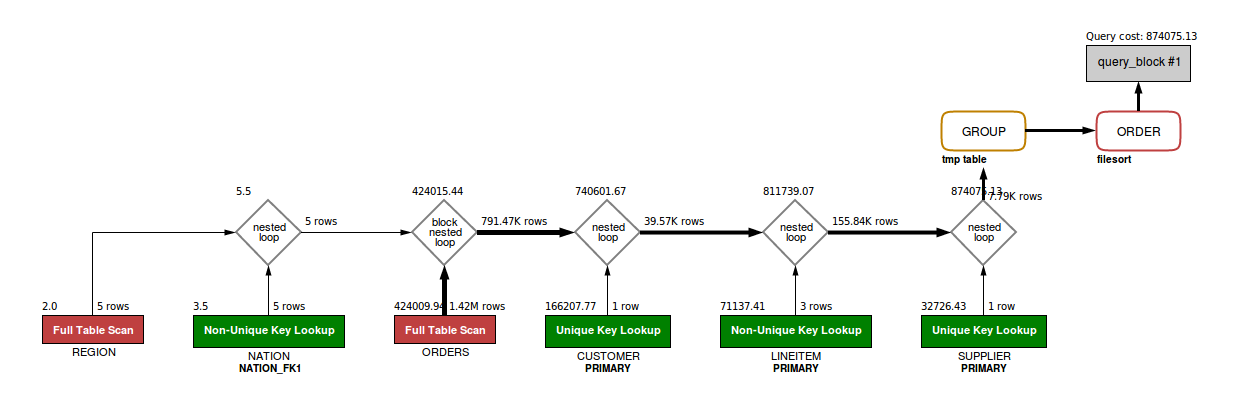 Query cost: 874075.13
query_block #1
GROUP
ORDER
tmp table
filesort
5.5
424015.44
740601.67
811739.07
874075.13
7.79K rows
nested
loop
5 rows
block
nested
loop
791.47K rows
nested
loop
39.57K rows
nested
loop
155.84K rows
nested
loop
2.0
5 rows
3.5
5 rows
424009.94
1.42M rows
166207.77
1 row
71137.41
3 rows
32726.43
1 row
Full Table Scan
Non-Unique Key Lookup
Full Table Scan
Unique Key Lookup
Non-Unique Key Lookup
Unique Key Lookup
REGION
NATION
NATION_FK1
ORDERS
CUSTOMER
PRIMARY
LINEITEM
PRIMARY
SUPPLIER
PRIMARY